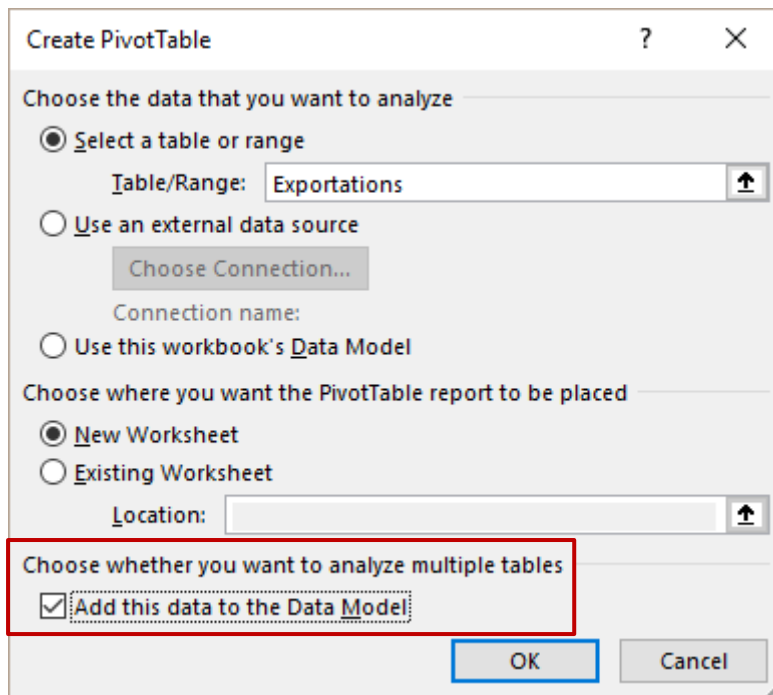 Create PivotTable ?
Choose the data that you want to analyze
Select a table or range
Table/Range: Exportations
Use an external data source
Choose Connection...
Connection name:
Use this workbook's Data Model
Choose where you want the PivotTable report to be placed
New Worksheet
Existing Worksheet
Location:
Choose whether you want to analyze multiple tables
Add this data to the Data Model
OK Cancel